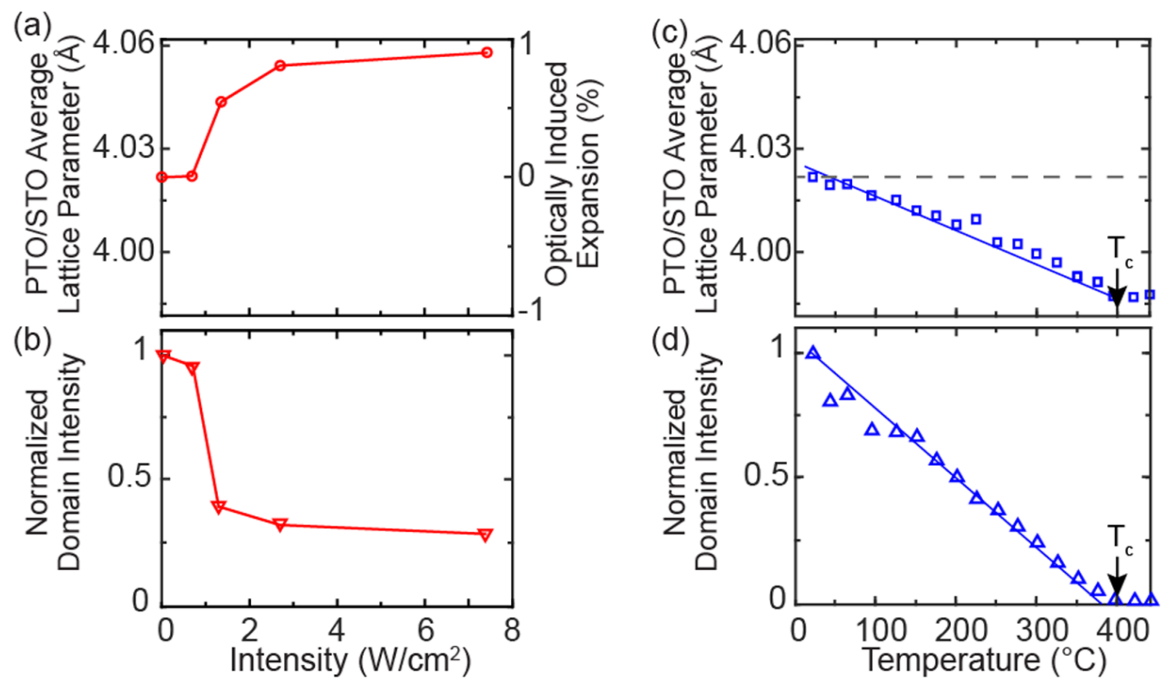 (a)
PTO/STO Average
Lattice Parameter (Å)
4.06
4.03
4.00
1
0
-1
Optically Induced
Expansion (%)
(b)
Normalized
Domain Intensity
1
0.5
0
0 2 4 6 8
Intensity (W/cm²)
(c)
PTO/STO Average
Lattice Parameter (Å)
4.06
4.03
4.00
Tc
(d)
Normalized
Domain Intensity
1
0.5
0
Tc
0 100 200 300 400
Temperature (°C)